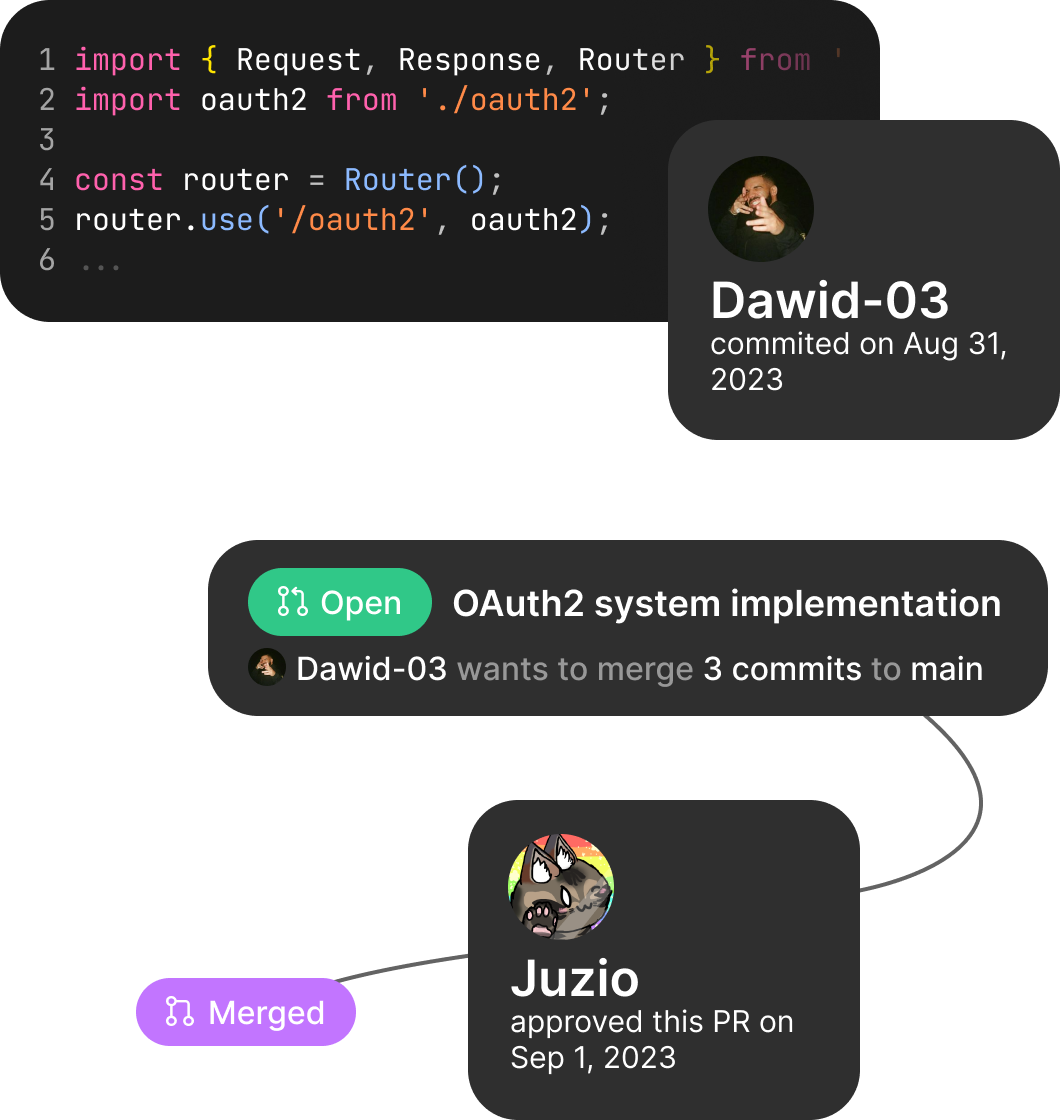 1 import { Request, Response, Router } from '
2 import oauth2 from './oauth2';
3
4 const router = Router();
5 router.use('/oauth2', oauth2);
6 ...
Dawid-03
commited on Aug 31,
2023
Open OAuth2 system implementation
Dawid-03 wants to merge 3 commits to main
Juzio
approved this PR on
Sep 1, 2023
Merged